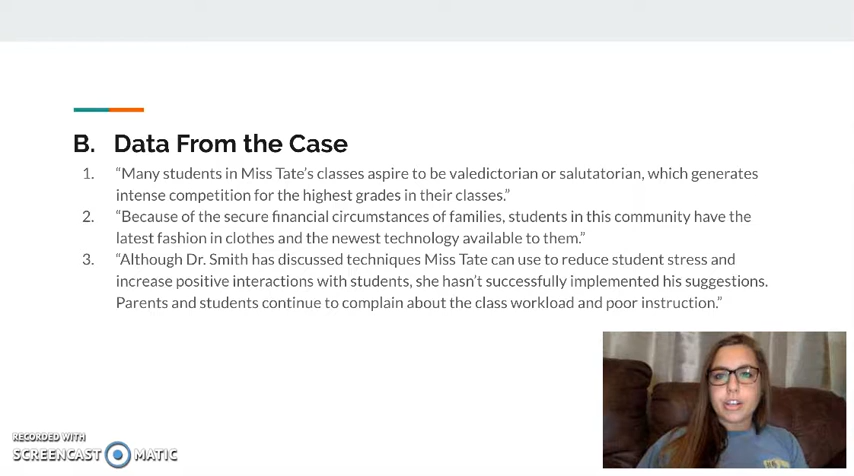 B. Data From the Case
1. “Many students in Miss Tate’s classes aspire to be valedictorian or salutatorian, which generates
intense competition for the highest grades in their classes.”
2. “Because of the secure financial circumstances of families, students in this community have the
latest fashion in clothes and the newest technology available to them.”
3. “Although Dr. Smith has discussed techniques Miss Tate can use to reduce student stress and
increase positive interactions with students, she hasn’t successfully implemented his suggestions.
Parents and students continue to complain about the class workload and poor instruction.”
RECORDED WITH
SCREENCAST MATIC